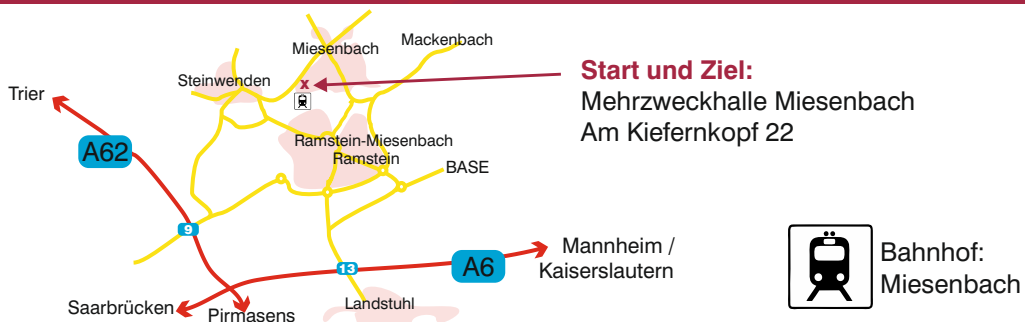 Miesenbach
Mackenbach
Steinwenden
x
Trier
A62
Ramstein-Miesenbach
Ramstein
BASE
9
13
A6
Mannheim /
Kaiserslautern
Saarbrücken
Pirmasens
Landstuhl
Start und Ziel:
Mehrzweckhalle Miesenbach
Am Kiefernkopf 22
Bahnhof:
Miesenbach